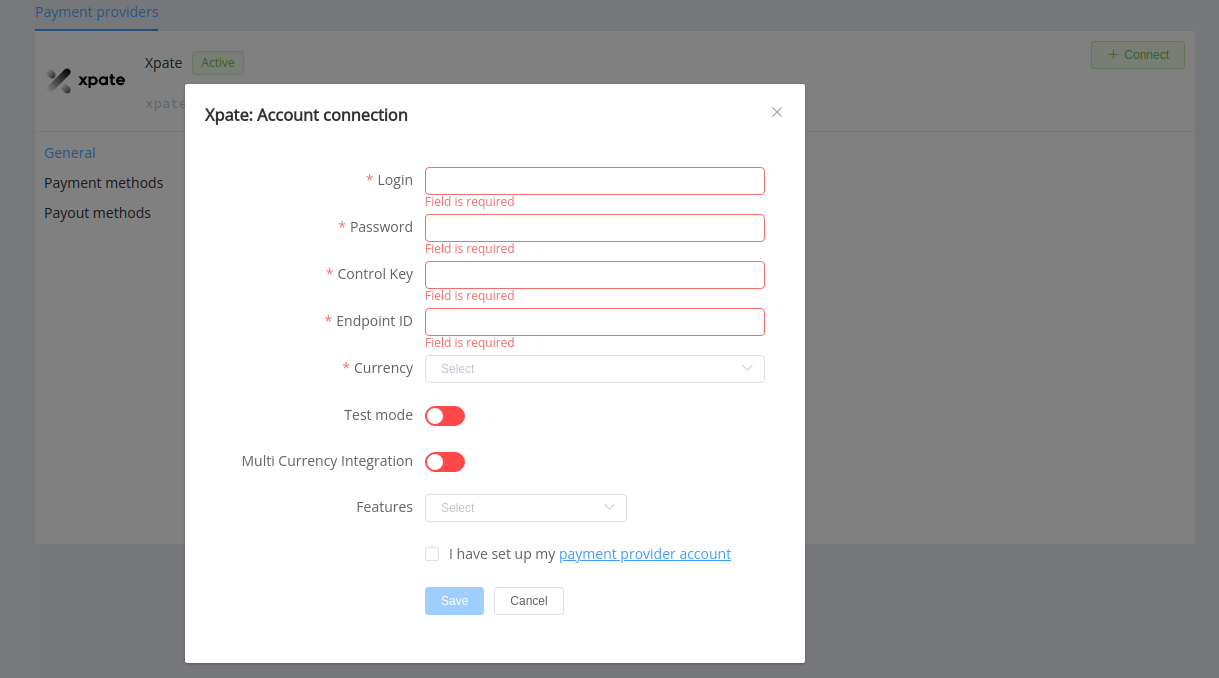 Payment providers
xpate
Xpate Active
+ Connect
xpate
General
Payment methods
Payout methods
Xpate: Account connection
* Login
Field is required
* Password
Field is required
* Control Key
Field is required
* Endpoint ID
Field is required
* Currency Select
Test mode
Multi Currency Integration
Features Select
I have set up my payment provider account
Save Cancel